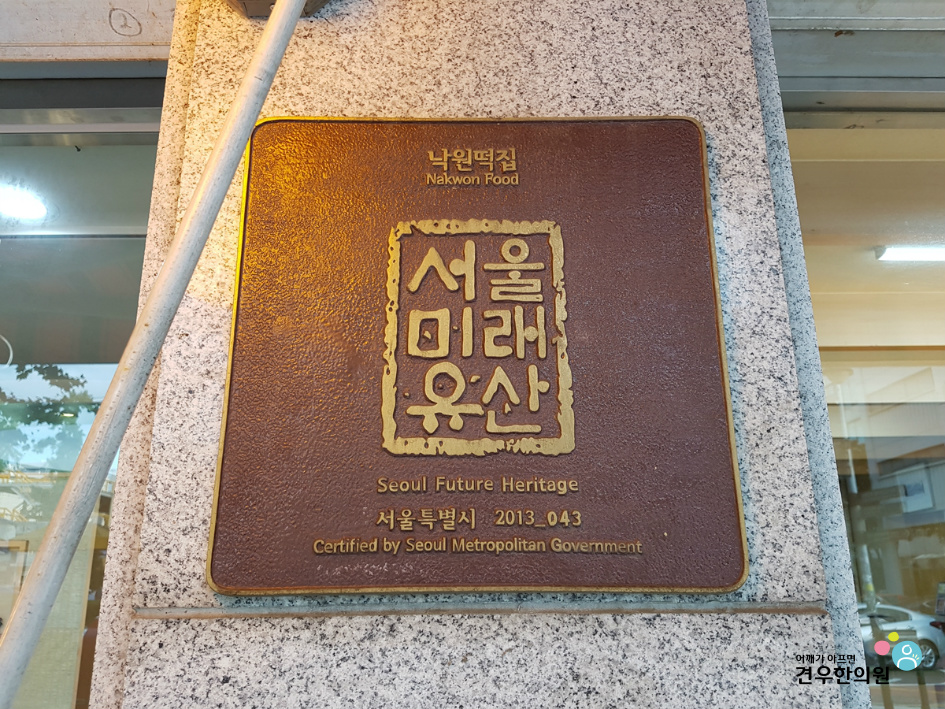 ②
낙원떡집
Nakwon Food
서울
미래
유산
Seoul Future Heritage
서울특별시 2013_043
Certified by Seoul Metropolitan Government
어깨가 아프면
견우한의원